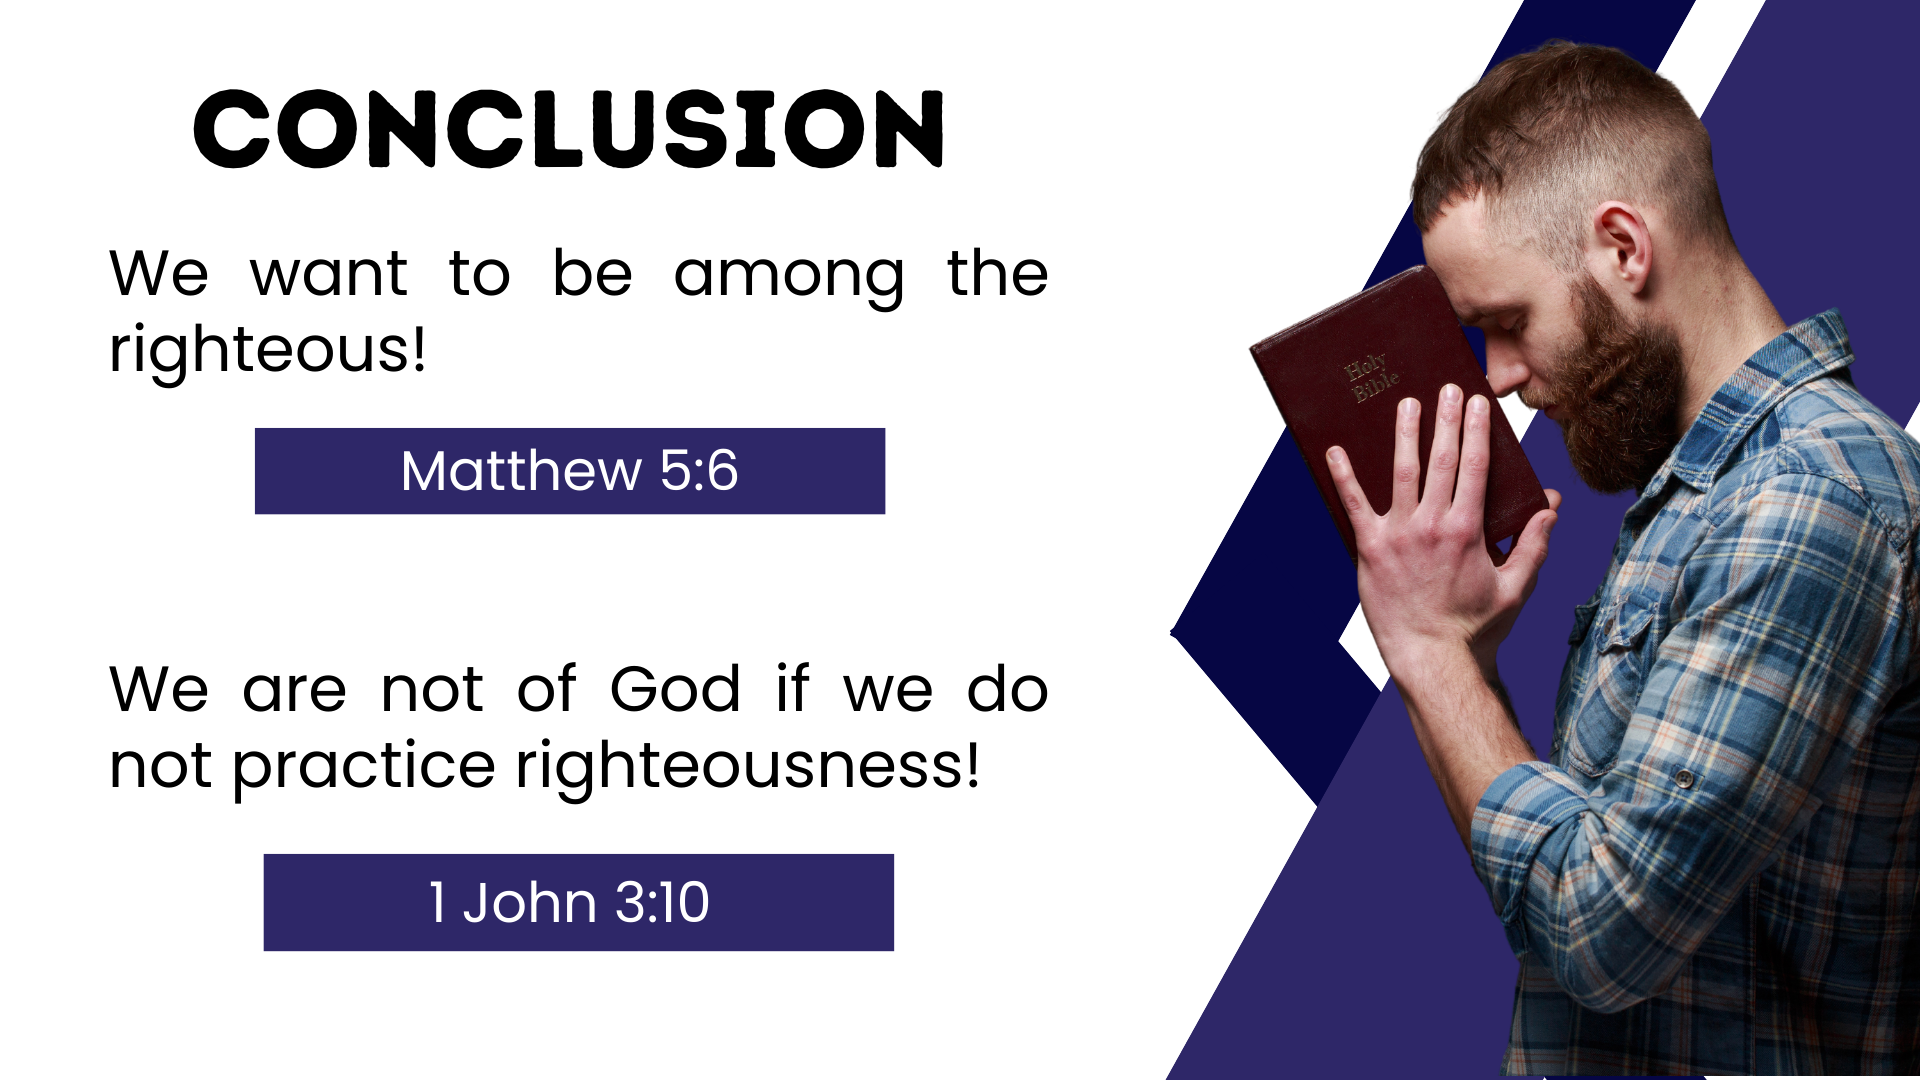 CONCLUSION
We want to be among the
righteous!
Matthew 5:6
We are not of God if we do
not practice righteousness!
1 John 3:10
Holy
Bible